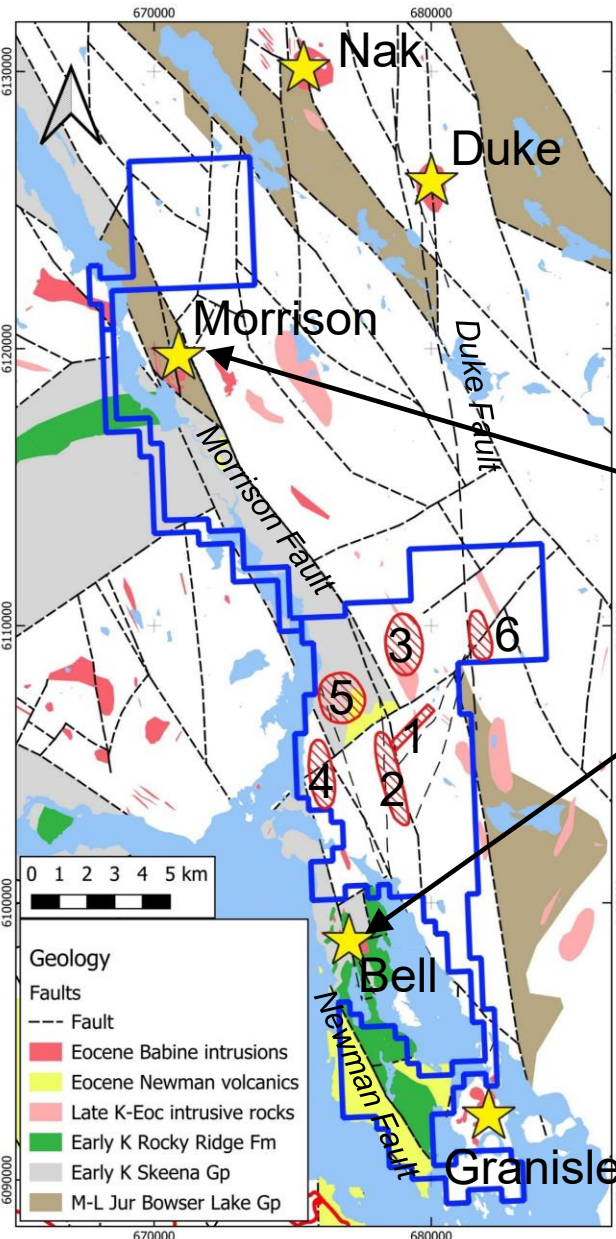 670000 680000
6130000
Nak
Duke
Morrison
6120000
Duke Fault
Morrison Fault
6110000
3
6
5
1
4
2
0 1 2 3 4 5 km
6100000
Bell
Newman Fault
Granisle
6090000
Geology
Faults
Fault
Eocene Babine intrusions
Eocene Newman volcanics
Late K-Eoc intrusive rocks
Early K Rocky Ridge Fm
Early K Skeena Gp
M-L Jur Bowser Lake Gp
670000 680000